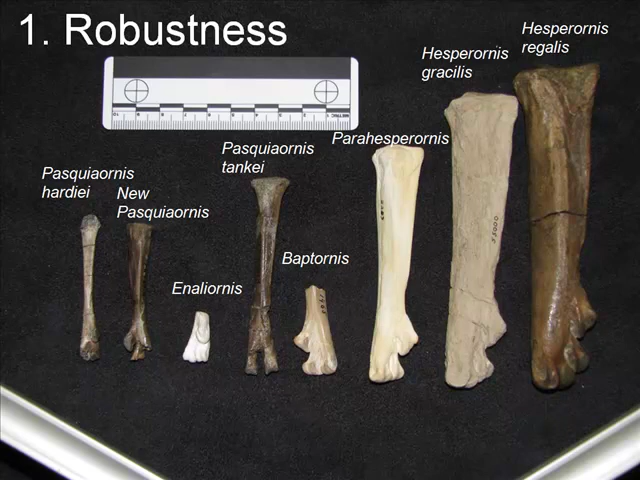 1. Robustness
Hesperornis
regalis
Hesperornis
gracilis
Parahesperornis
Pasquiaornis
tankei
Pasquiaornis
hardiei
New
Pasquiaornis
Baptornis
Enaliornis